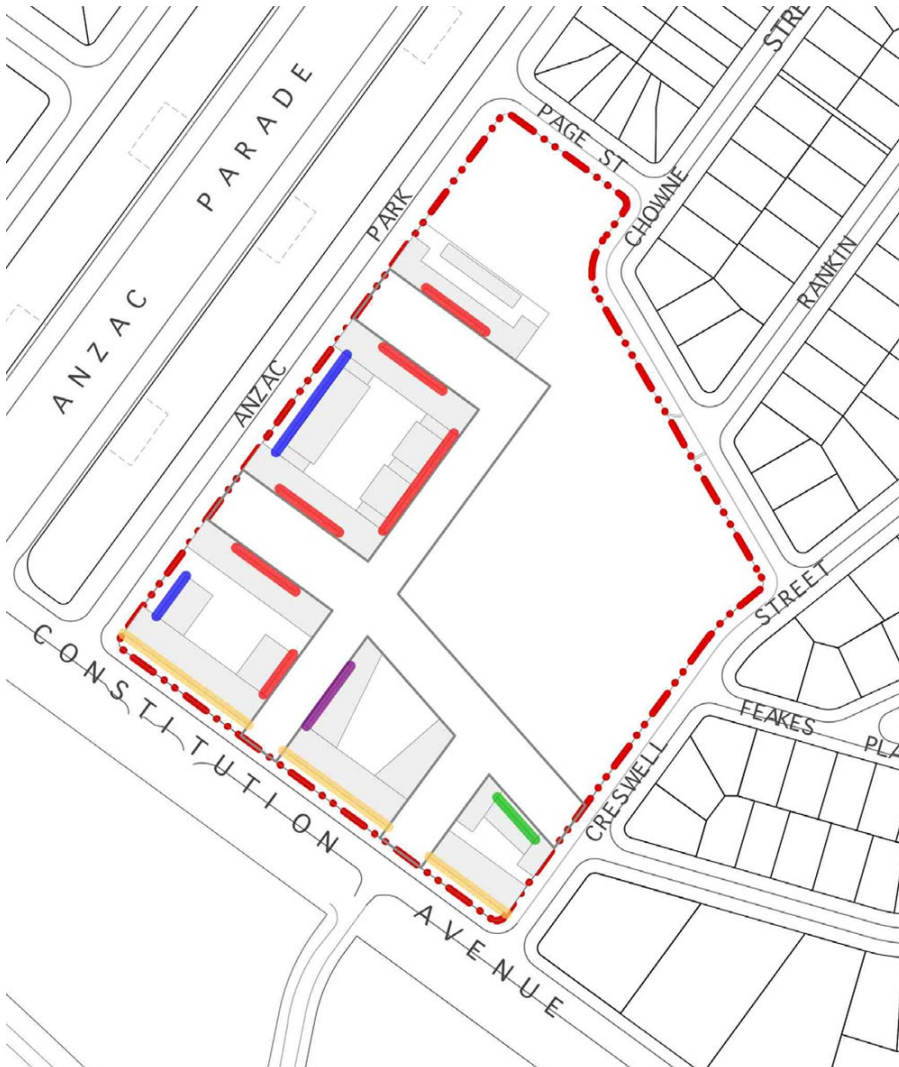 STRE
PARADE
ANZAC
PAGE ST
CHOWNE
PARK
RANKIN
ANZAC
STREET
CONSTITUTION
FEAKES
PLA
CRESWELL
AVENUE